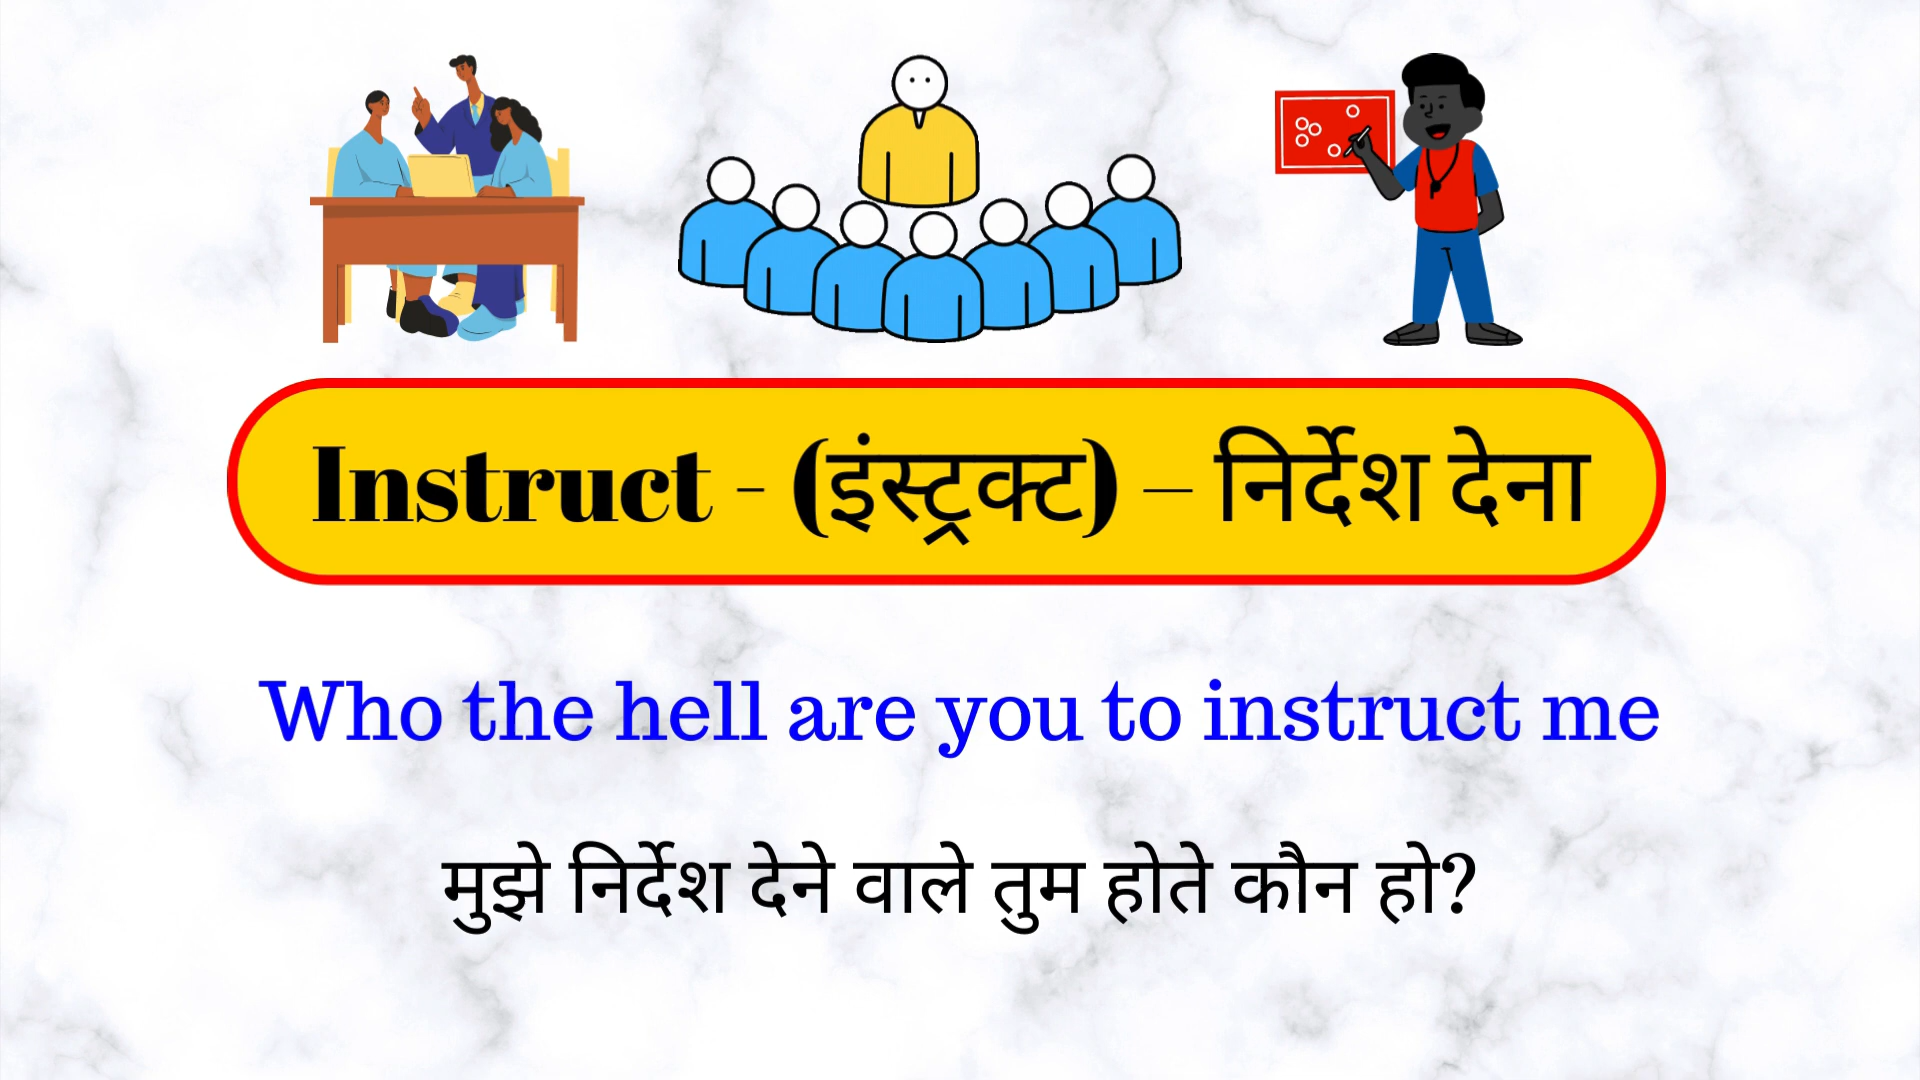 Instruct - (इंस्ट्रक्ट) – निर्देश देना
Who the hell are you to instruct me
मुझे निर्देश देने वाले तुम होते कौन हो?